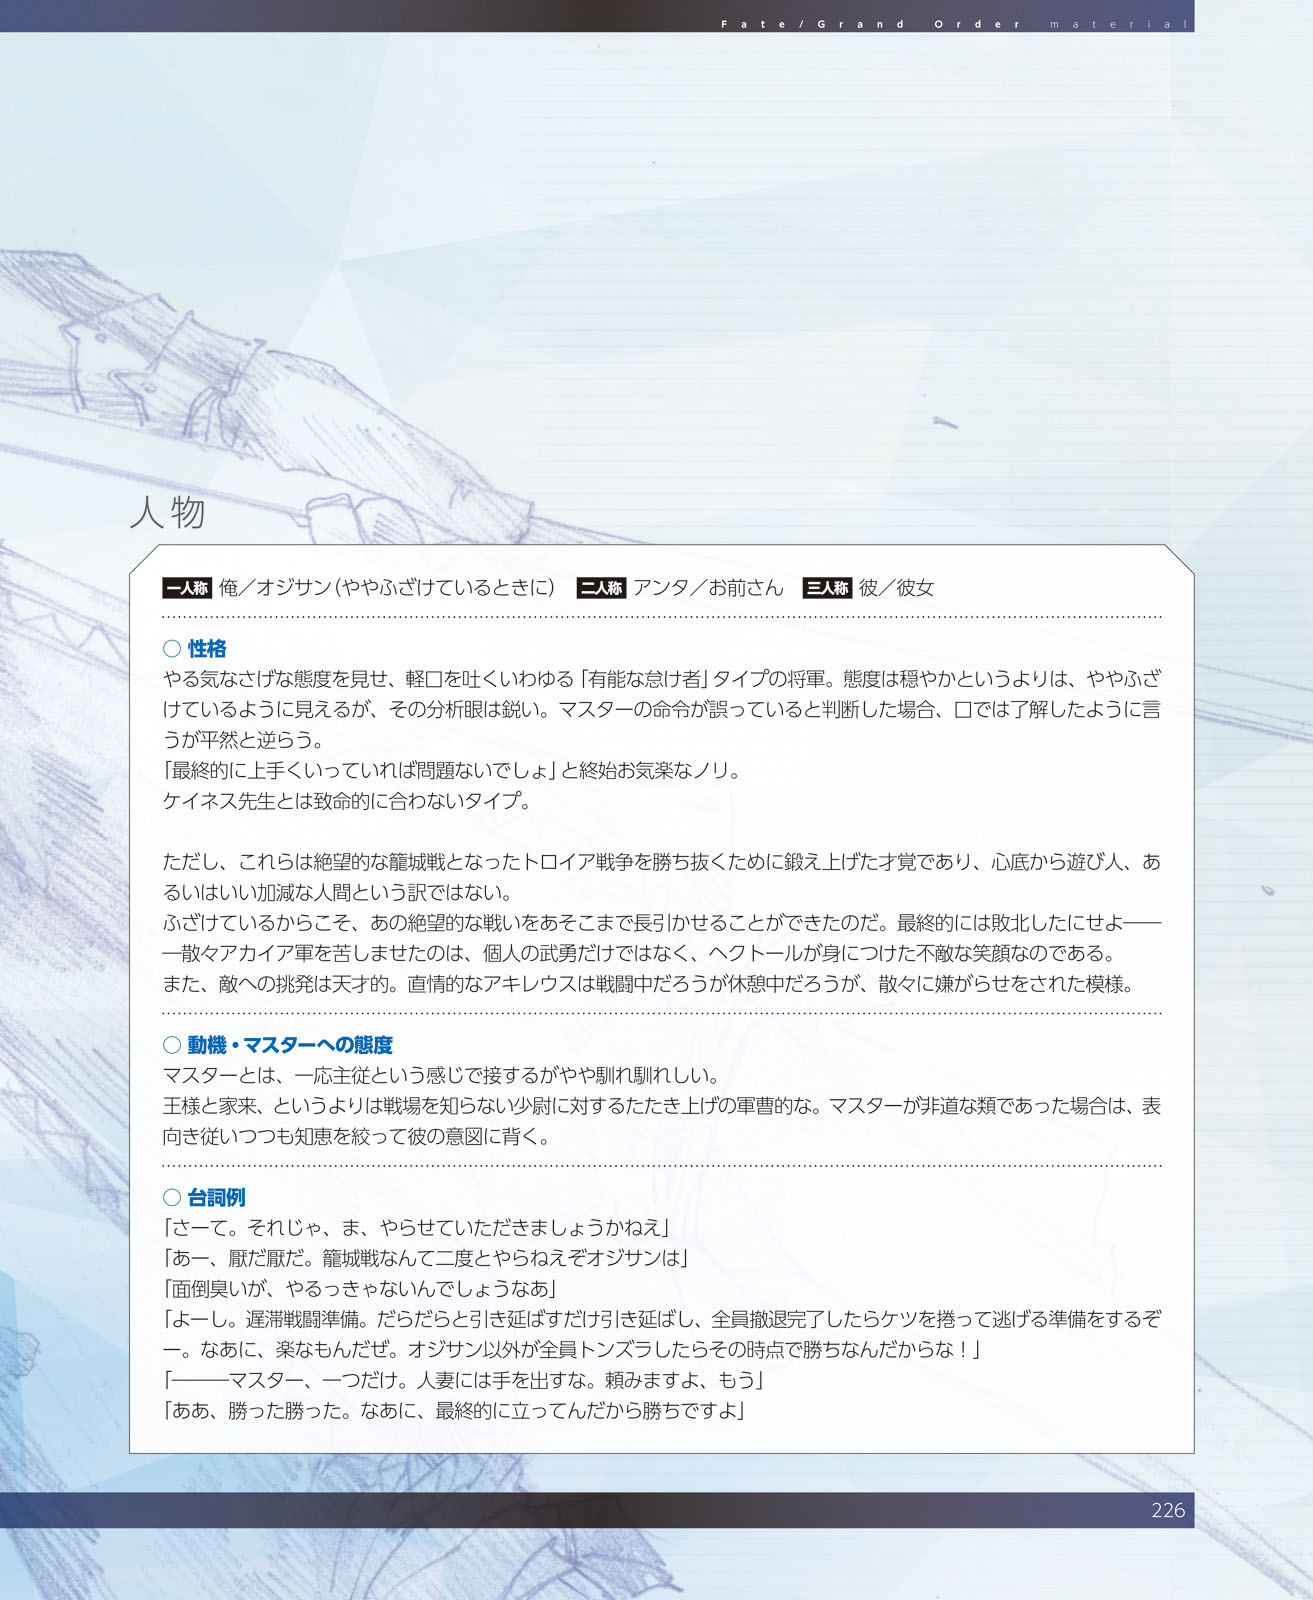 Fate/Grand Order material
人物
一人称 俺／オジサン（ややふざけているときに） 二人称 アンタ／お前さん 三人称 彼／彼女
○ 性格
やる気なさげな態度を見せ、軽口を吐くいわゆる「有能な怠け者」タイプの将軍。態度は穏やかというよりは、ややふざ
けているように見えるが、その分析眼は鋭い。マスターの命令が誤っていると判断した場合、口では了解したように言
うが平然と逆らう。
「最終的に上手くいっていれば問題ないでしょ」と終始お気楽なノリ。
ケイネス先生とは致命的に合わないタイプ。
ただし、これらは絶望的な籠城戦となったトロイア戦争を勝ち抜くために鍛え上げた才覚であり、心底から遊び人、あ
るいはいい加減な人間という訳ではない。
ふざけているからこそ、あの絶望的な戦いをあそこまで長引かせることができたのだ。最終的には敗北したにせよ――
―散々アカイア軍を苦しませたのは、個人の武勇だけではなく、ヘクトールが身につけた不敵な笑顔なのである。
また、敵への挑発は天才的。直情的なアキレウスは戦闘中だろうが休憩中だろうが、散々に嫌がらせをされた模様。
○ 動機・マスターへの態度
マスターとは、一応主従という感じで接するがやや馴れ馴れしい。
王様と家来、というよりは戦場を知らない少尉に対するたたき上げの軍曹的な。マスターが非道な類であった場合は、表
向き従いつつも知恵を絞って彼の意図に背く。
○ 台詞例
「さーて。それじゃ、ま、やらせていただきましょうかねえ」
「あー、厭だ厭だ。籠城戦なんて二度とやらねえぞオジサンは」
「面倒臭いが、やるっきゃないんでしょうなあ」
「よーし。遅滞戦闘準備。だらだらと引き延ばすだけ引き延ばし、全員撤退完了したらケツを捲って逃げる準備をするぞ
ー。なあに、楽なもんだぜ。オジサン以外が全員トンズラしたらその時点で勝ちなんだからな！」
「―――マスター、一つだけ。人妻には手を出すな。頼みますよ、もう」
「ああ、勝った勝った。なあに、最終的に立ってんだから勝ちですよ」
226